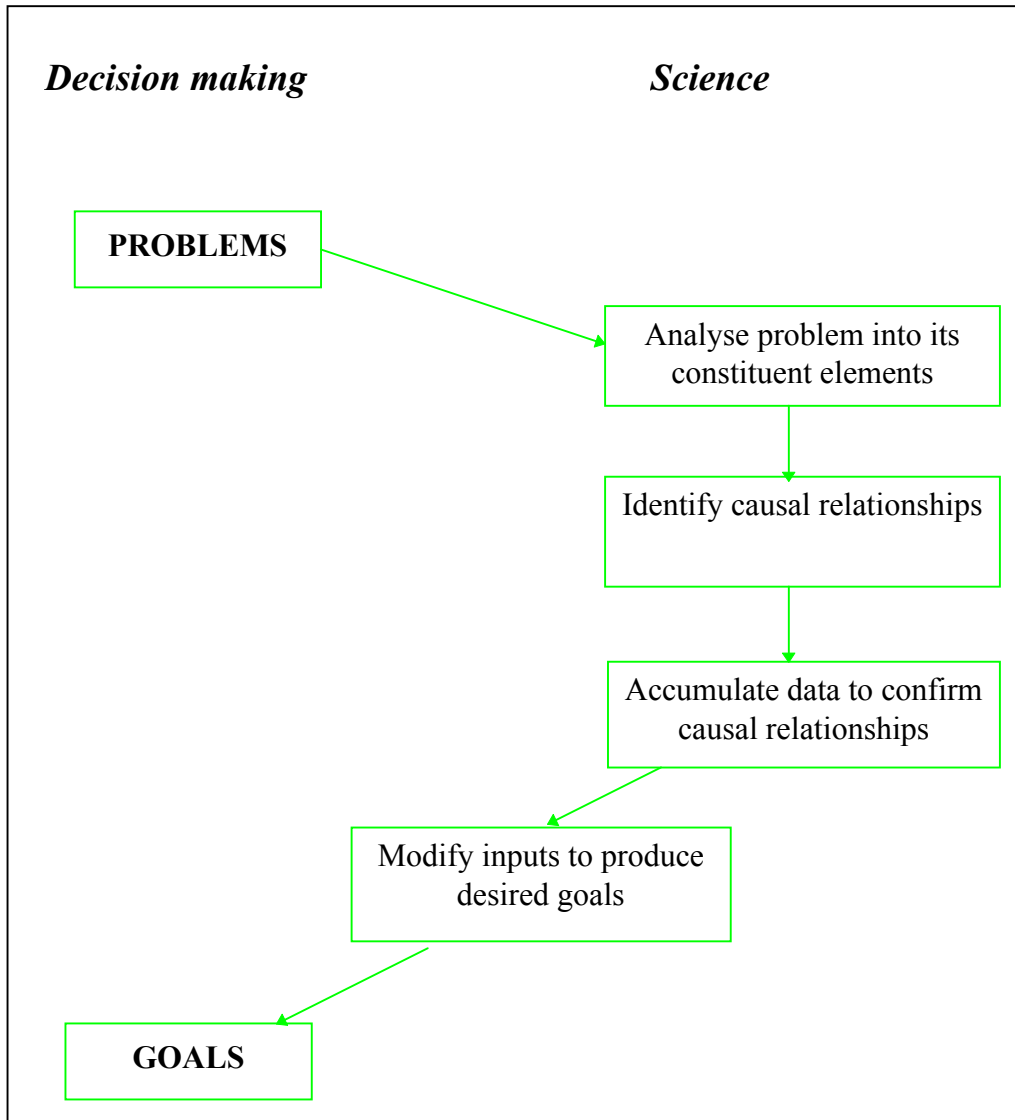 Decision making
Science
PROBLEMS
Analyse problem into its
constituent elements
Identify causal relationships
Accumulate data to confirm
causal relationships
Modify inputs to produce
desired goals
GOALS